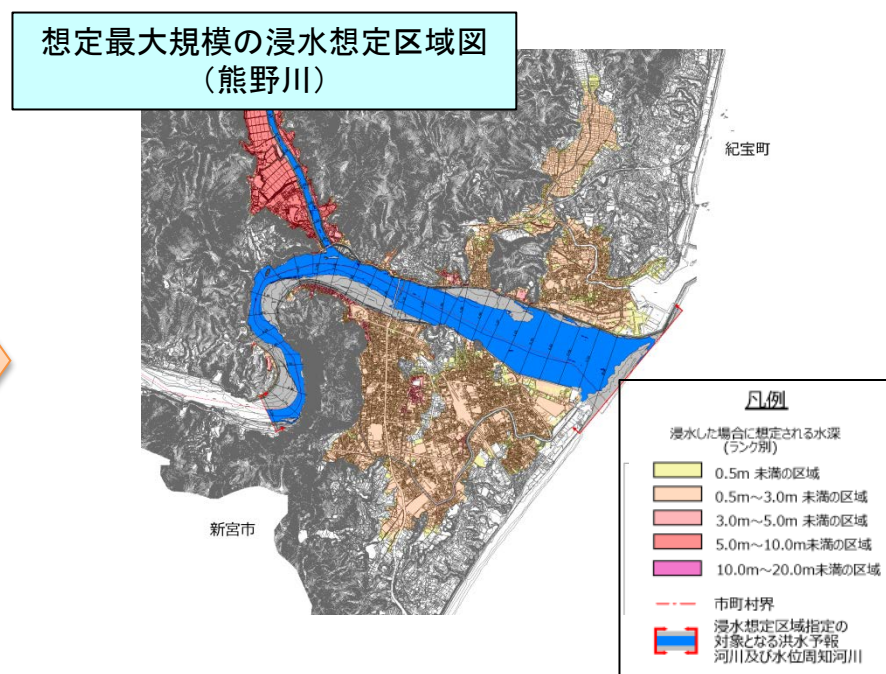 想定最大規模の浸水想定区域図
(熊野川)
紀宝町
新宮市
凡例
浸水した場合に想定される水深
(ランク別)
0.5m 未満の区域
0.5m～3.0m 未満の区域
3.0m～5.0m 未満の区域
5.0m～10.0m未満の区域
10.0m～20.0m未満の区域
市町村界
浸水想定区域指定の
対象となる洪水予報
河川及び水位周知河川